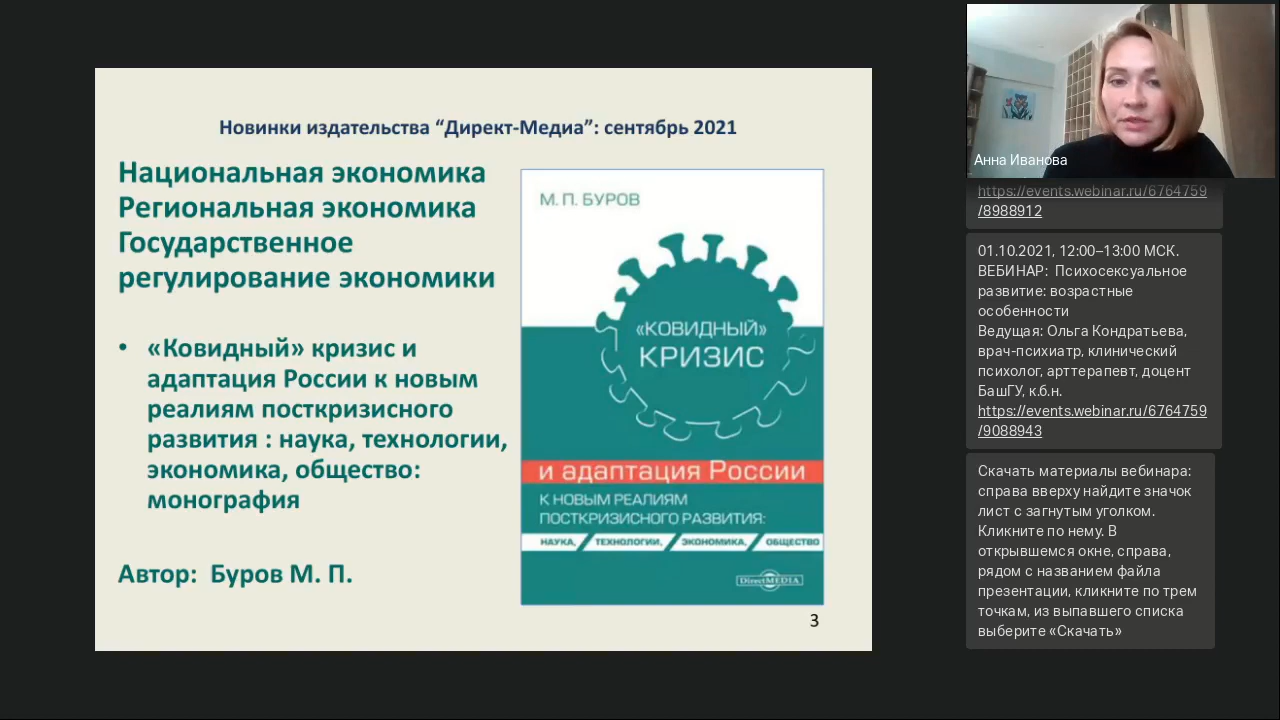 Новинки издательства “Директ-Медиа”: сентябрь 2021
Национальная экономика
Региональная экономика
Государственное
регулирование экономики
• «Ковидный» кризис и
адаптация России к новым
реалиям посткризисного
развития : наука, технологии,
экономика, общество:
монография
Автор: Буров М. П.
М. П. БУРОВ
«КОВИДНЫЙ»
КРИЗИС
и адаптация России
К НОВЫМ РЕАЛИЯМ
ПОСТКРИЗИСНОГО РАЗВИТИЯ:
НАУКА, ТЕХНОЛОГИИ, ЭКОНОМИКА, ОБЩЕСТВО
DirectMEDIA
3
Анна Иванова
https://events.webinar.ru/6764759
/8988912
01.10.2021, 12:00–13:00 МСК.
ВЕБИНАР: Психосексуальное
развитие: возрастные
особенности
Ведущая: Ольга Кондратьева,
врач-психиатр, клинический
психолог, арттерапевт, доцент
БашГУ, к.б.н.
https://events.webinar.ru/6764759
/9088943
Скачать материалы вебинара:
справа вверху найдите значок
лист с загнутым уголком.
Кликните по нему. В
открывшемся окне, справа,
рядом с названием файла
презентации, кликните по трем
точкам, из выпавшего списка
выберите «Скачать»